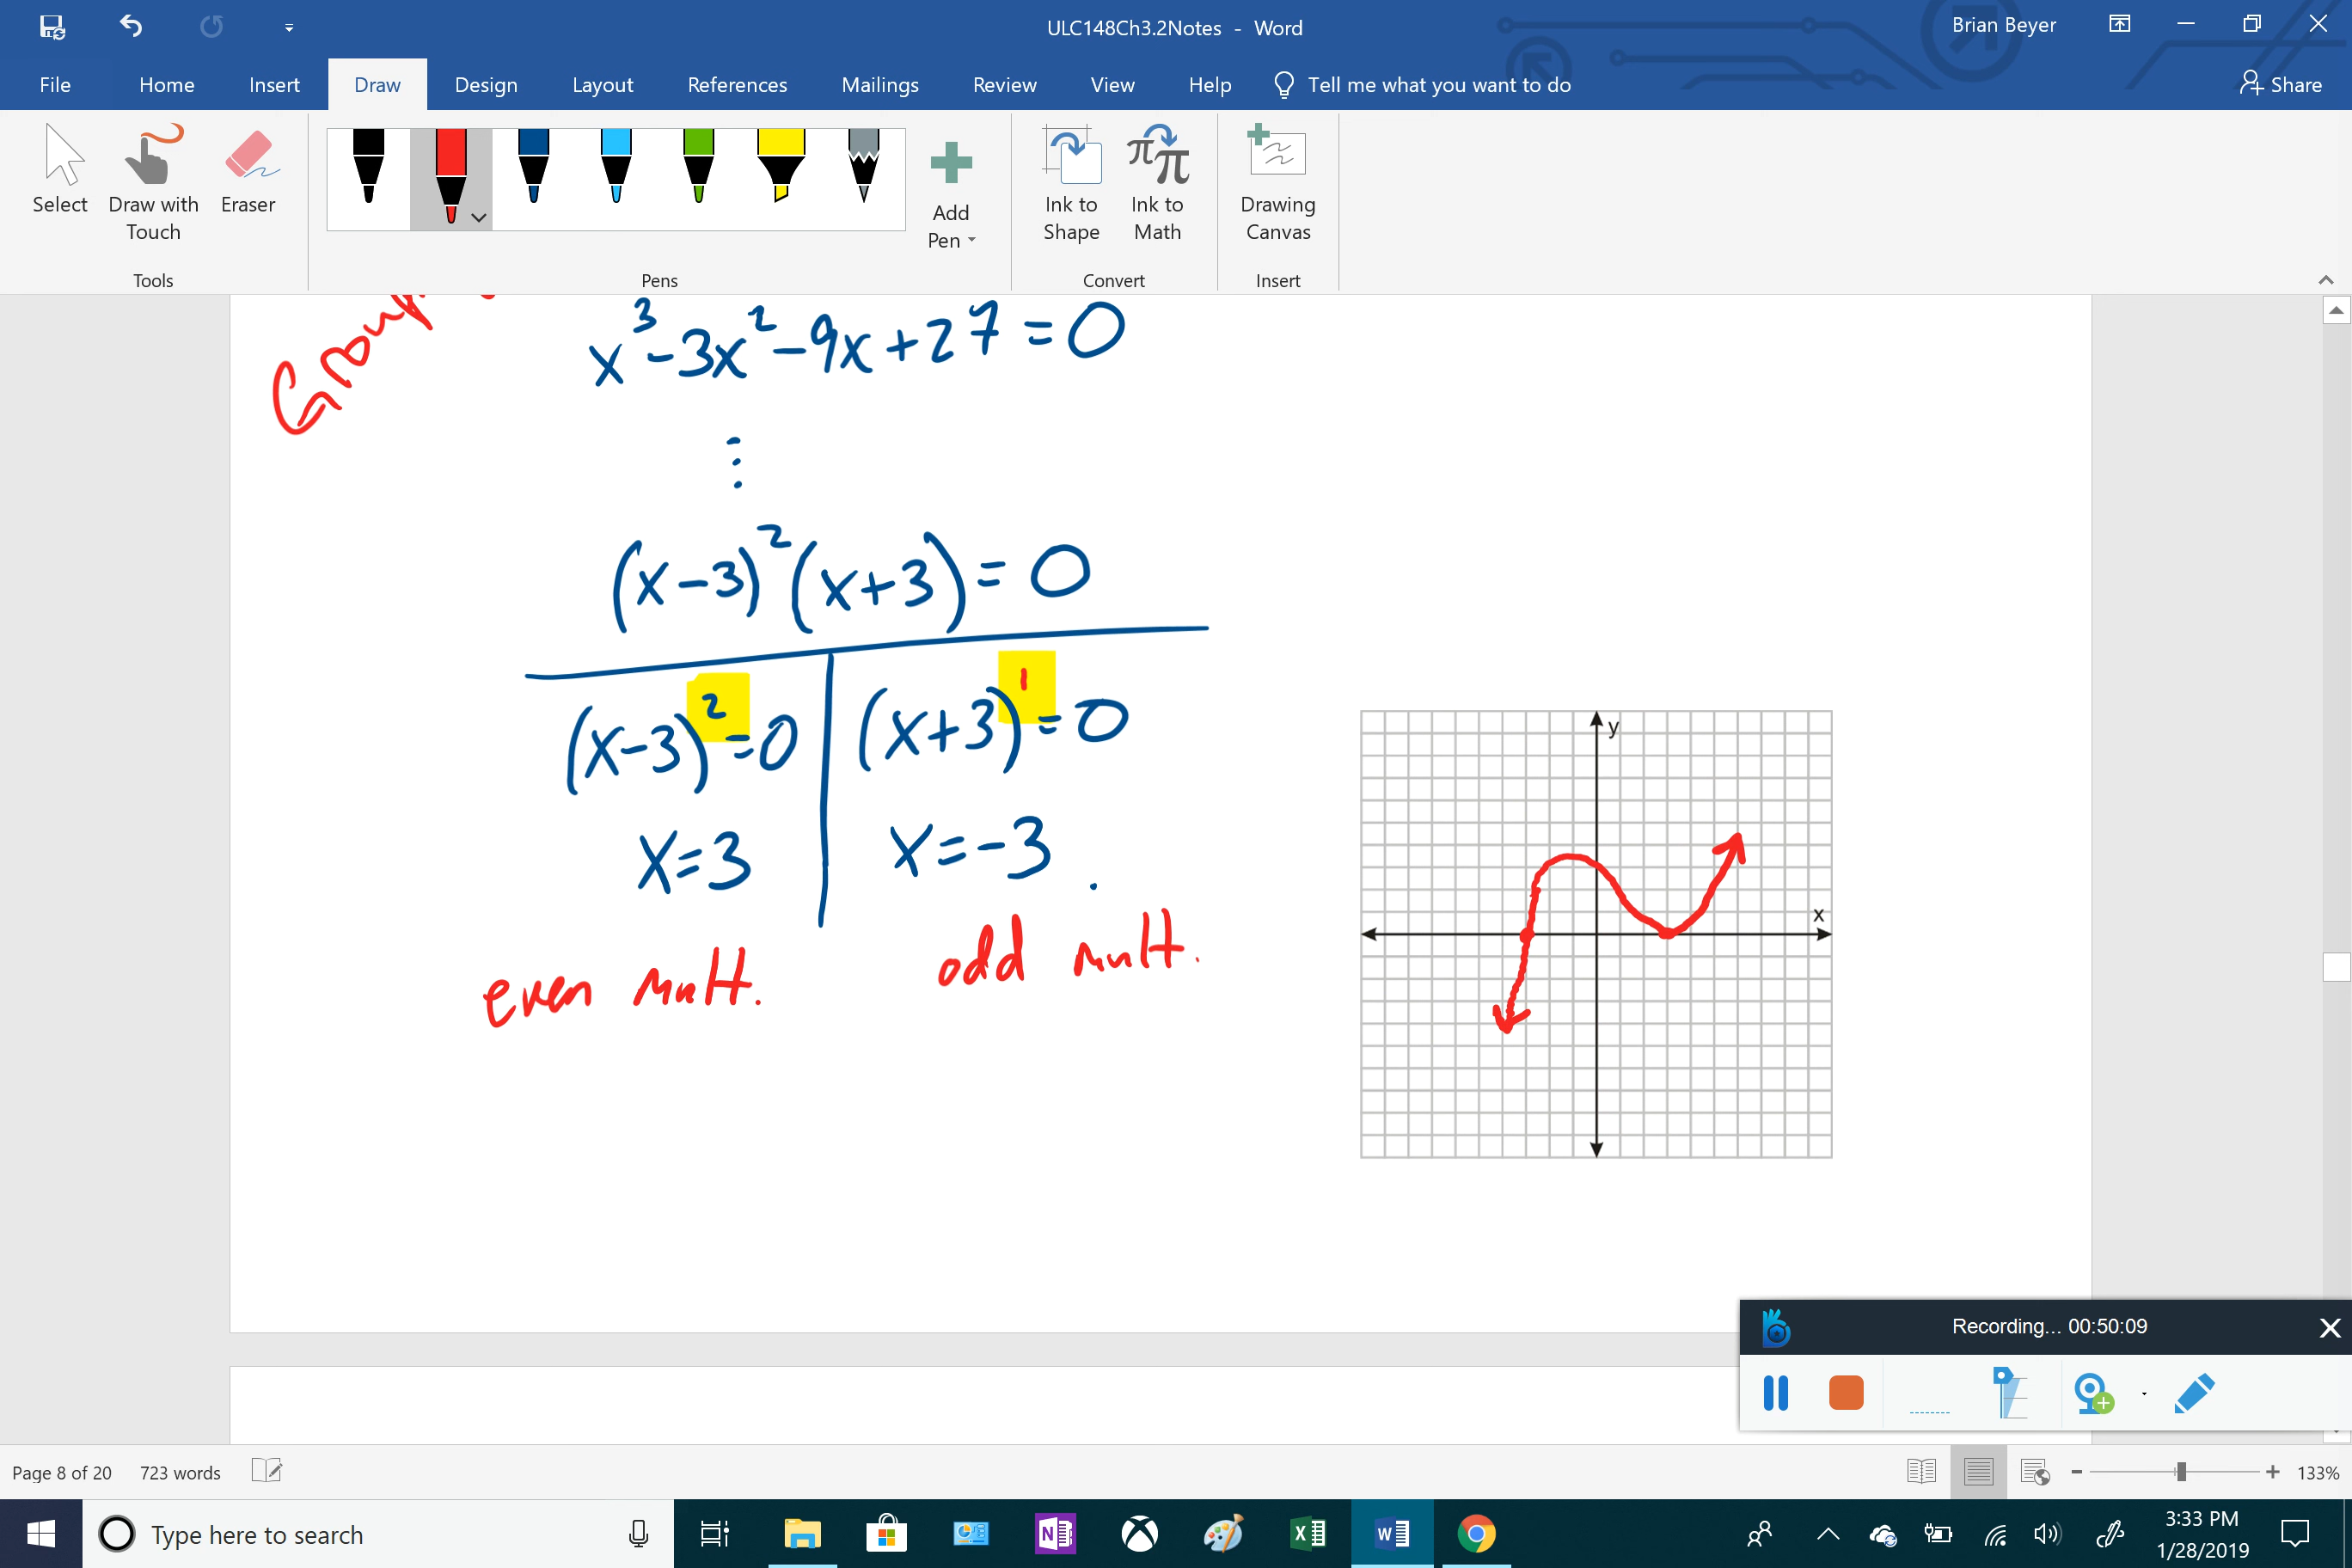 ULC148Ch3.2Notes - Word
Brian Beyer
File Home Insert Draw Design Layout References Mailings Review View Help Tell me what you want to do Share
Select Draw with Touch Eraser
Add Pen
Ink to Shape Ink to Math
Drawing Canvas
Tools Pens Convert Insert
x³-3x²-9x+27=0
⋮
(x-3)²(x+3)=0
(x-3)²=0 (x+3)¹=0
x=3 x=-3
even mult. odd mult.
y
x
Recording... 00:50:09
Page 8 of 20 723 words 133%
Type here to search
3:33 PM
1/28/2019